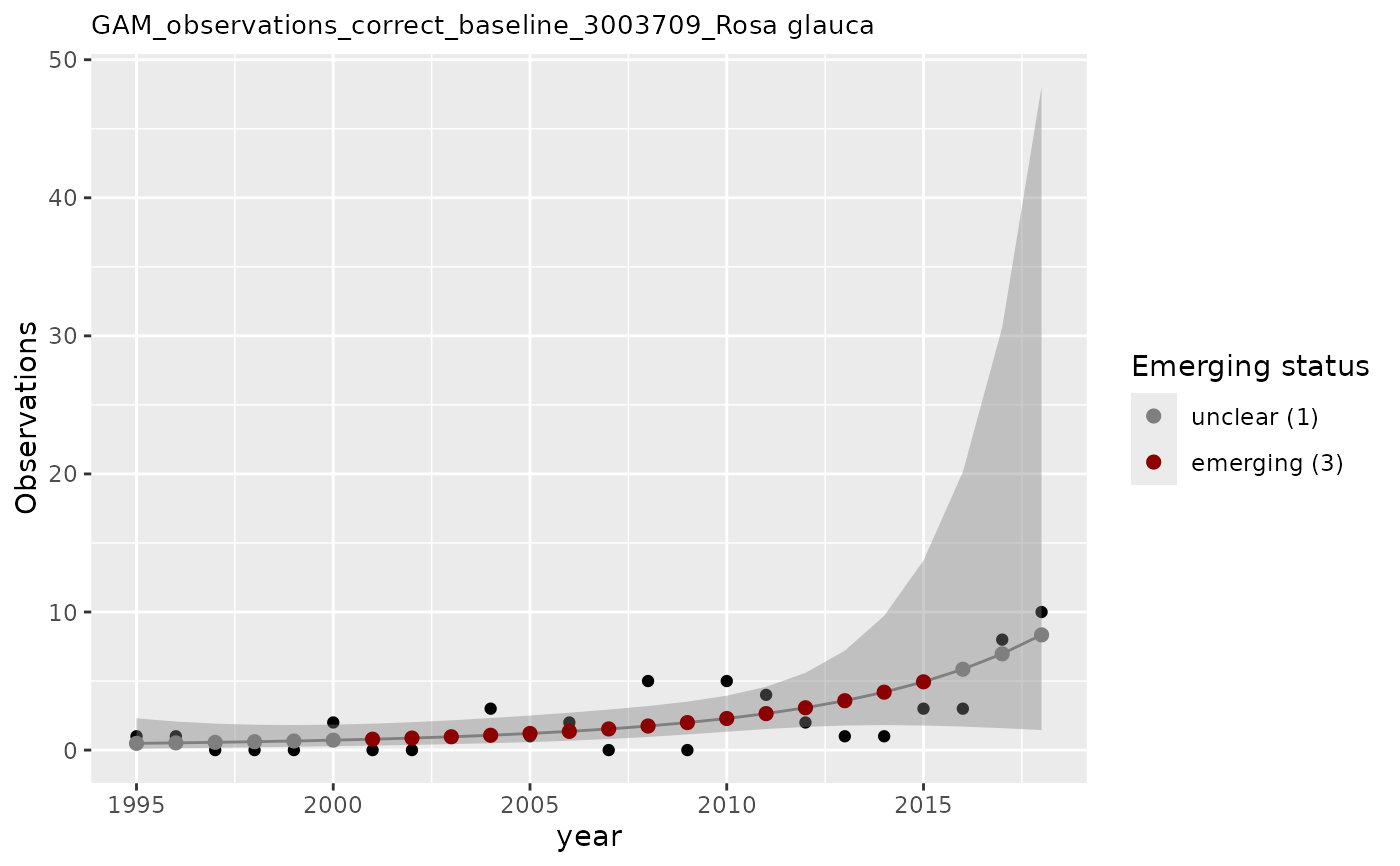 GAM_observations_correct_baseline_3003709_Rosa glauca
50
40
30
20
10
0
Observations
1995
2000
2005
2010
2015
year
Emerging status
unclear (1)
emerging (3)